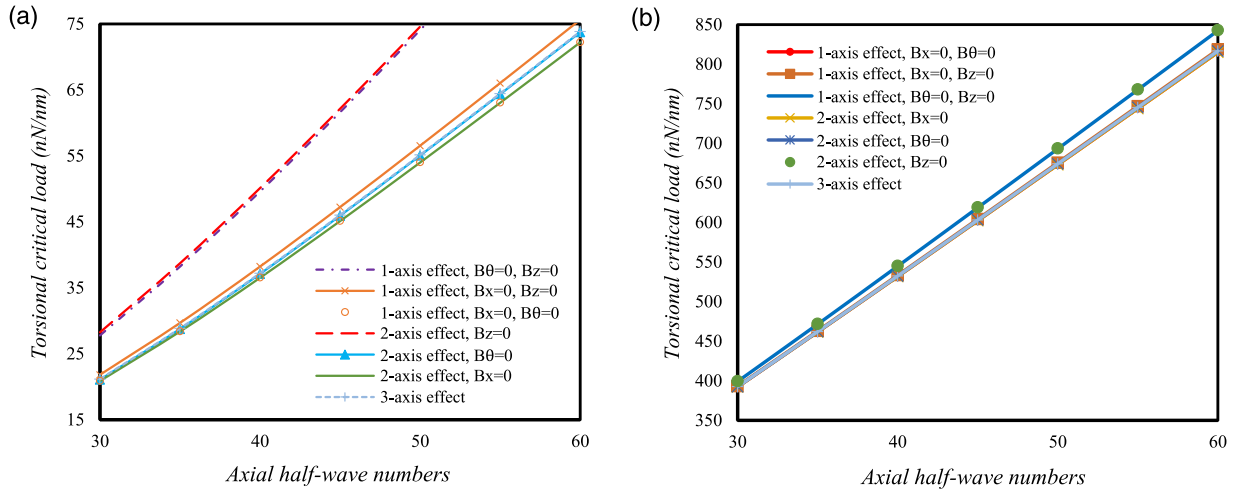 (a)
Torsional critical load (nN/nm)
75
65
55
45
35
25
15
1-axis effect, Bθ=0, Bz=0
1-axis effect, Bx=0, Bz=0
1-axis effect, Bx=0, Bθ=0
2-axis effect, Bz=0
2-axis effect, Bθ=0
2-axis effect, Bx=0
3-axis effect
30 40 50 60
Axial half-wave numbers
(b)
Torsional critical load (nN/nm)
850
800
750
700
650
600
550
500
450
400
350
1-axis effect, Bx=0, Bθ=0
1-axis effect, Bx=0, Bz=0
1-axis effect, Bθ=0, Bz=0
2-axis effect, Bx=0
2-axis effect, Bθ=0
2-axis effect, Bz=0
3-axis effect
30 40 50 60
Axial half-wave numbers